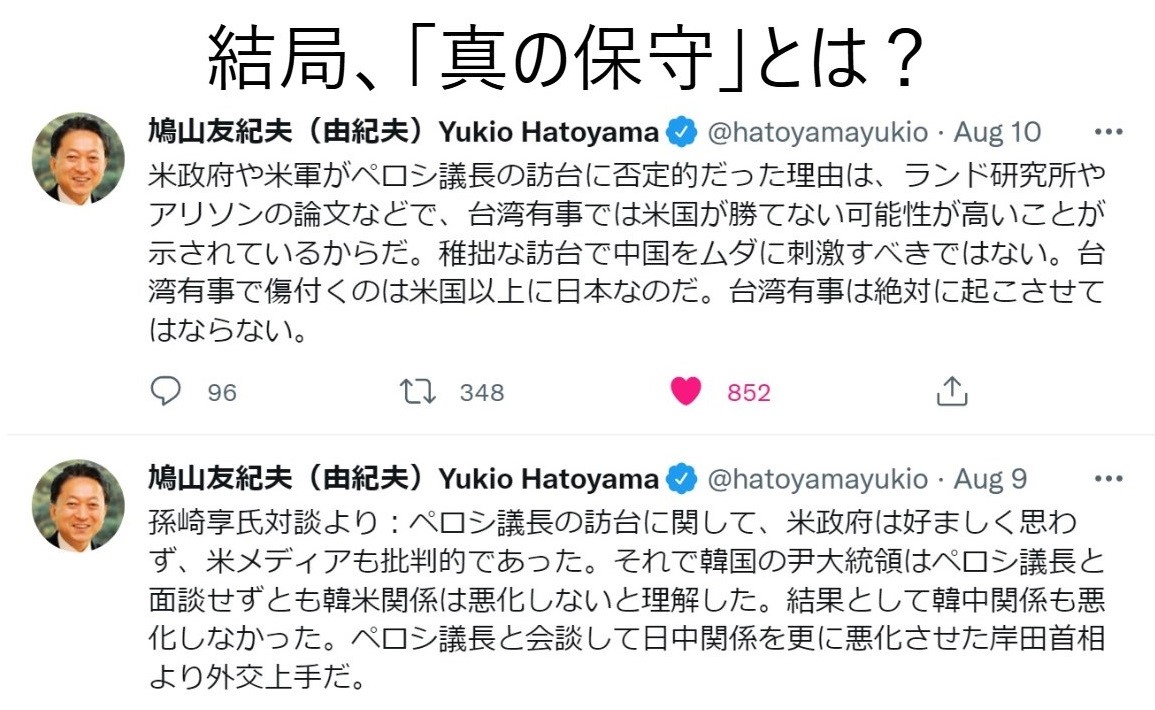 結局、「真の保守」とは？
鳩山友紀夫（由紀夫）Yukio Hatoyama @hatoyamayukio · Aug 10
米政府や米軍がペロシ議長の訪台に否定的だった理由は、ランド研究所や
アリソンの論文などで、台湾有事では米国が勝てない可能性が高いことが
示されているからだ。稚拙な訪台で中国をムダに刺激すべきではない。台
湾有事で傷付くのは米国以上に日本なのだ。台湾有事は絶対に起こさせて
はならない。
96 348 852
鳩山友紀夫（由紀夫）Yukio Hatoyama @hatoyamayukio · Aug 9
孫崎享氏対談より：ペロシ議長の訪台に関して、米政府は好ましく思わ
ず、米メディアも批判的であった。それで韓国の尹大統領はペロシ議長と
面談せずとも韓米関係は悪化しないと理解した。結果として韓中関係も悪
化しなかった。ペロシ議長と会談して日中関係を更に悪化させた岸田首相
より外交上手だ。